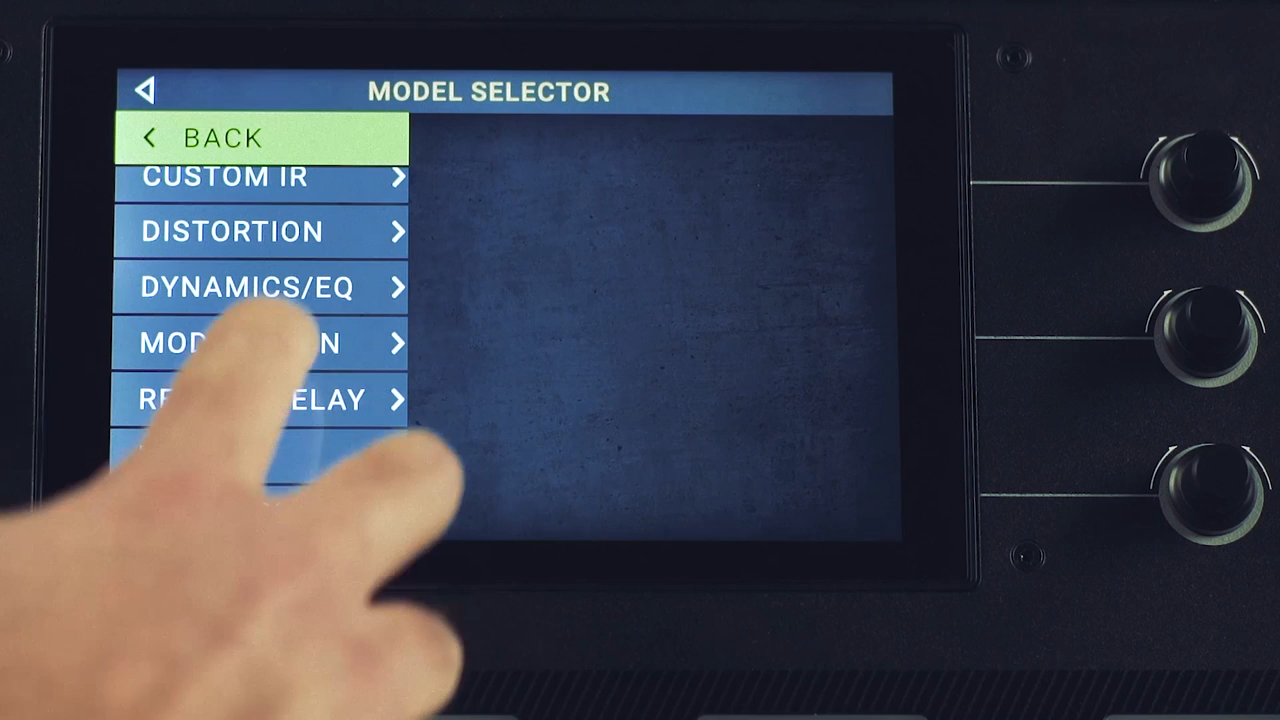 MODEL SELECTOR
BACK
CUSTOM IR
DISTORTION
DYNAMICS/EQ